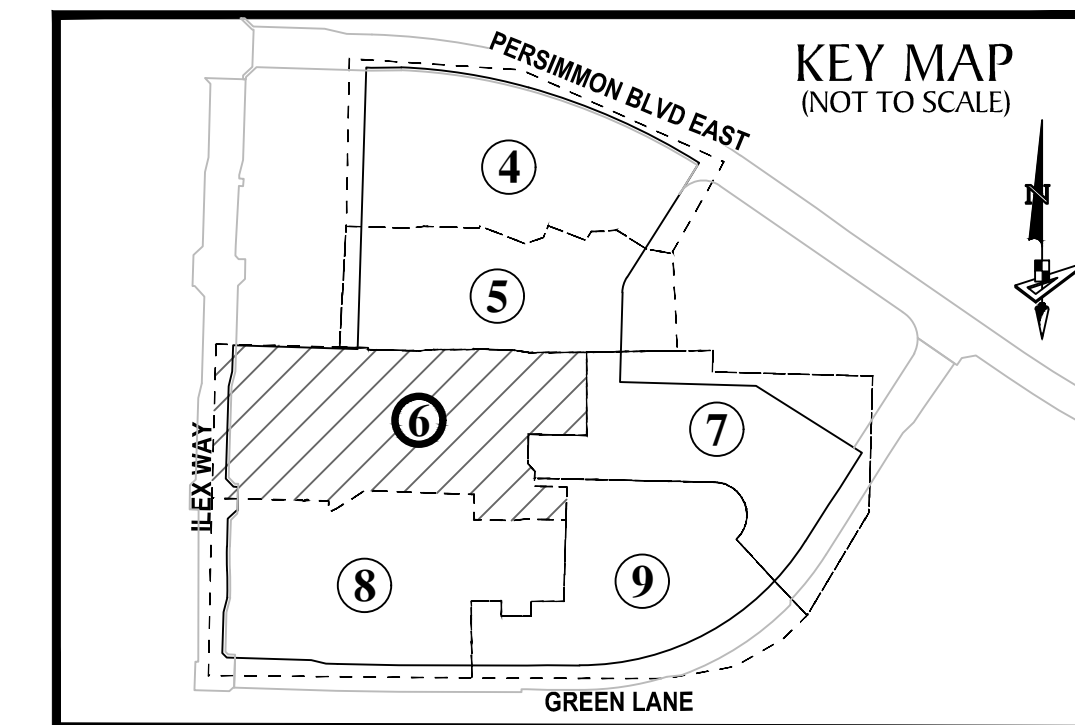 PERSIMMON BLVD EAST
KEY MAP
(NOT TO SCALE)
N
4
5
6
7
ILEX WAY
8
9
GREEN LANE